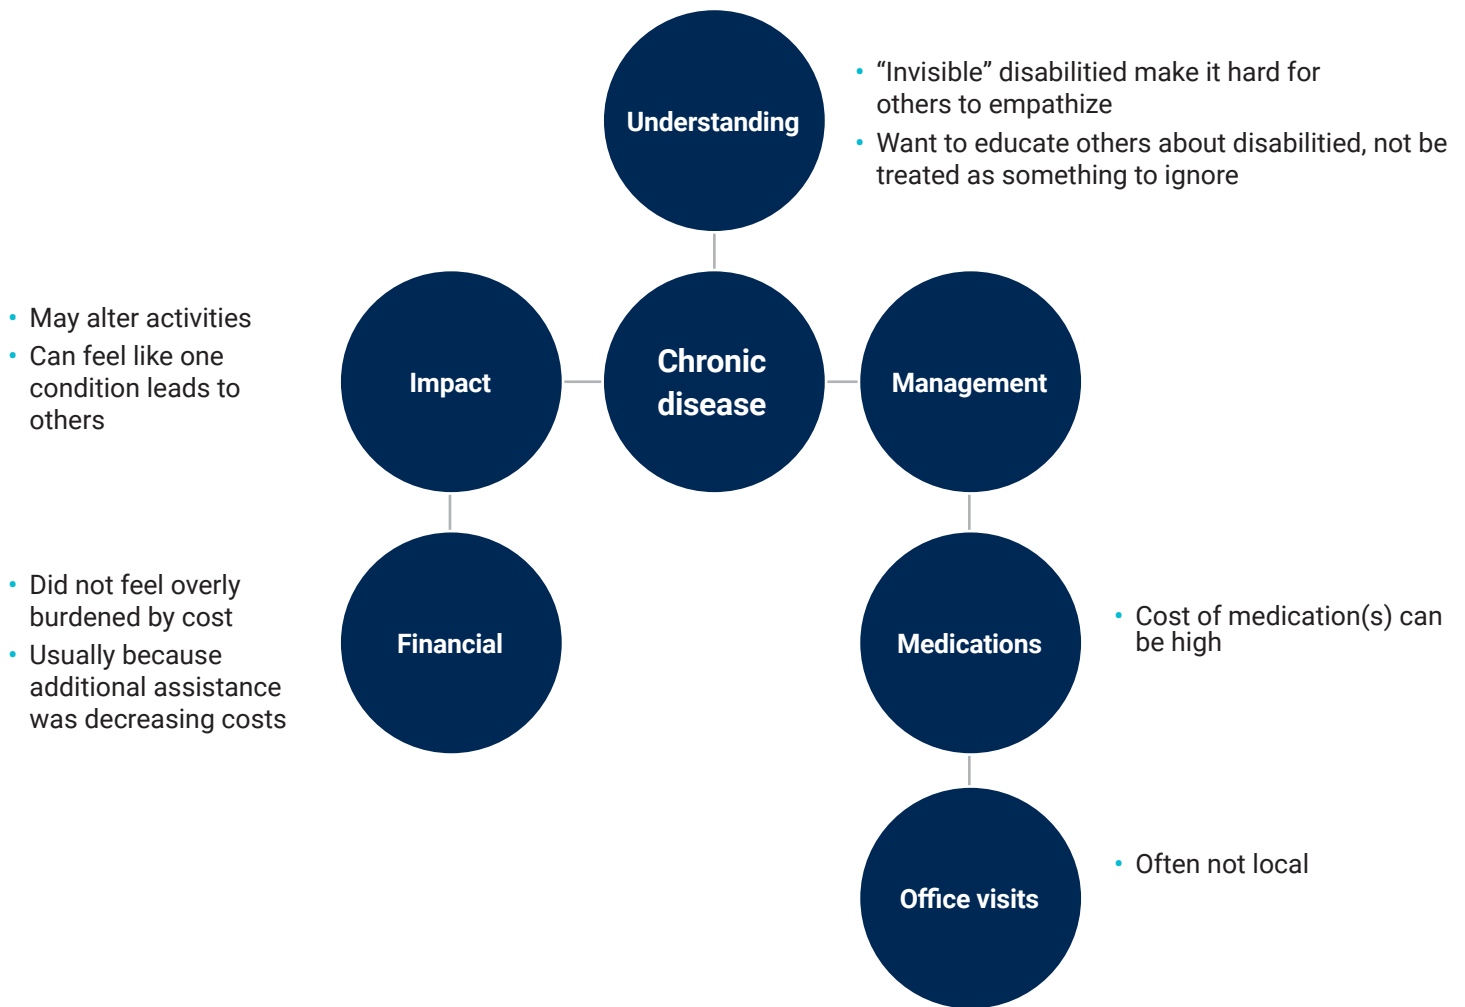 Understanding
• “Invisible” disabilitied make it hard for
others to empathize
• Want to educate others about disabilitied, not be
treated as something to ignore
• May alter activities
• Can feel like one
condition leads to
others
Impact
Chronic
disease
Management
• Did not feel overly
burdened by cost
• Usually because
additional assistance
was decreasing costs
Financial
Medications
• Cost of medication(s) can
be high
Office visits
• Often not local